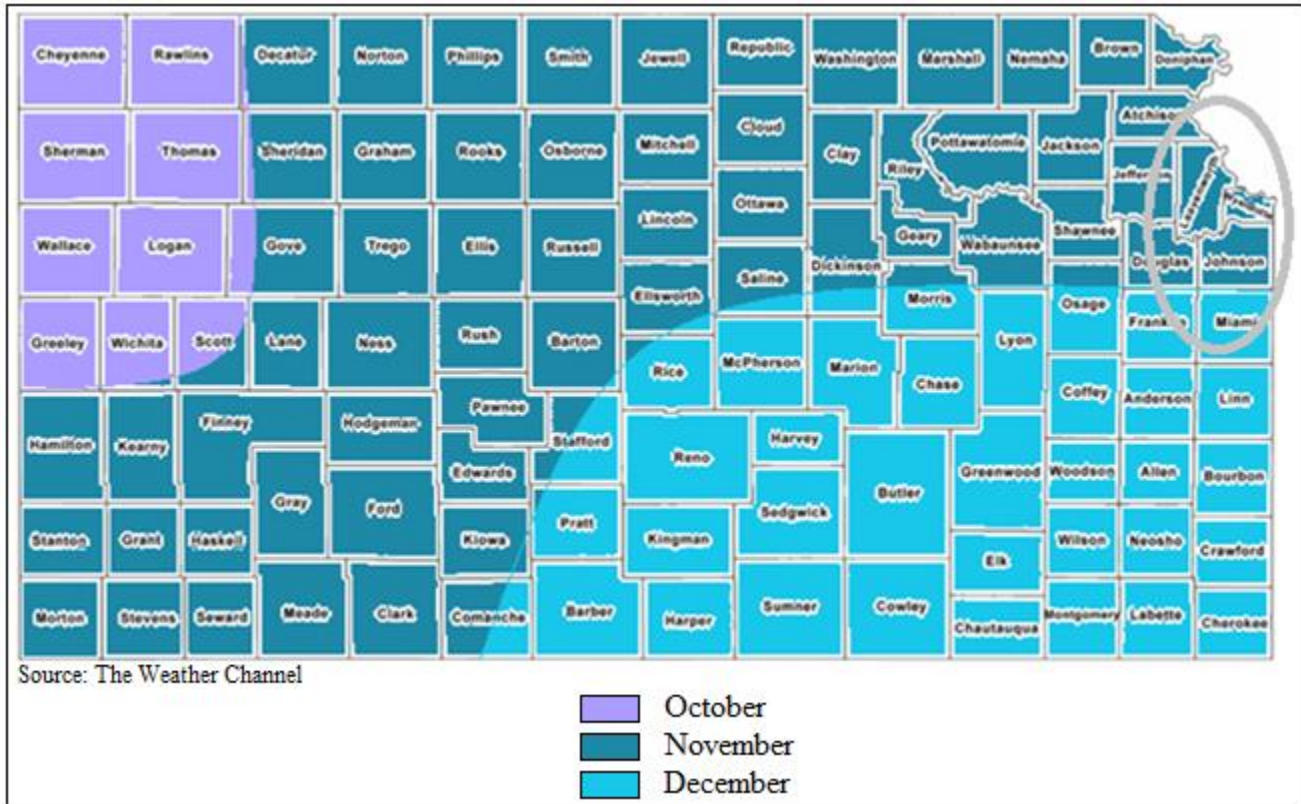 Cheyenne Rawlins Decatur Norton Phillips Smith Jewell Republic Washington Marshall Nemaha Brown Doniphan
Sherman Thomas Sheridan Graham Rooks Osborne Mitchell Cloud Clay Riley Pottawatomie Jackson Atchison
Jefferson Leavenworth Wyandotte
Wallace Logan Gove Trego Ellis Russell Lincoln Ottawa Dickinson Geary Wabaunsee Shawnee Douglas Johnson
Ellsworth Saline Morris Osage Franklin Miami
Greeley Wichita Scott Lane Ness Rush Barton Rice McPherson Marion Chase Lyon Coffey Anderson Linn
Hamilton Kearny Finney Hodgeman Pawnee Stafford Reno Harvey
Gray Ford Edwards Sedgwick Butler Greenwood Woodson Allen Bourbon
Stanton Grant Haskell Kiowa Pratt Kingman Elk Wilson Neosho Crawford
Morton Stevens Seward Meade Clark Comanche Barber Harper Sumner Cowley Chautauqua Montgomery Labette Cherokee
Source: The Weather Channel
October
November
December